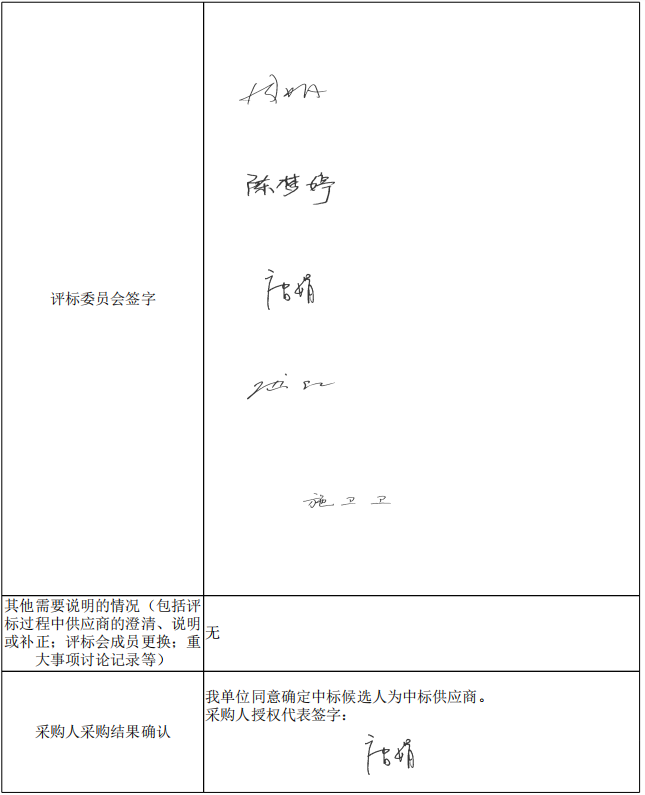 评标委员会签字
陈梦婷
唐娟
施卫卫
其他需要说明的情况（包括评
标过程中供应商的澄清、说明
或补正；评标会成员更换；重
大事项讨论记录等）
无
采购人采购结果确认
我单位同意确定中标候选人为中标供应商。
采购人授权代表签字：
唐娟